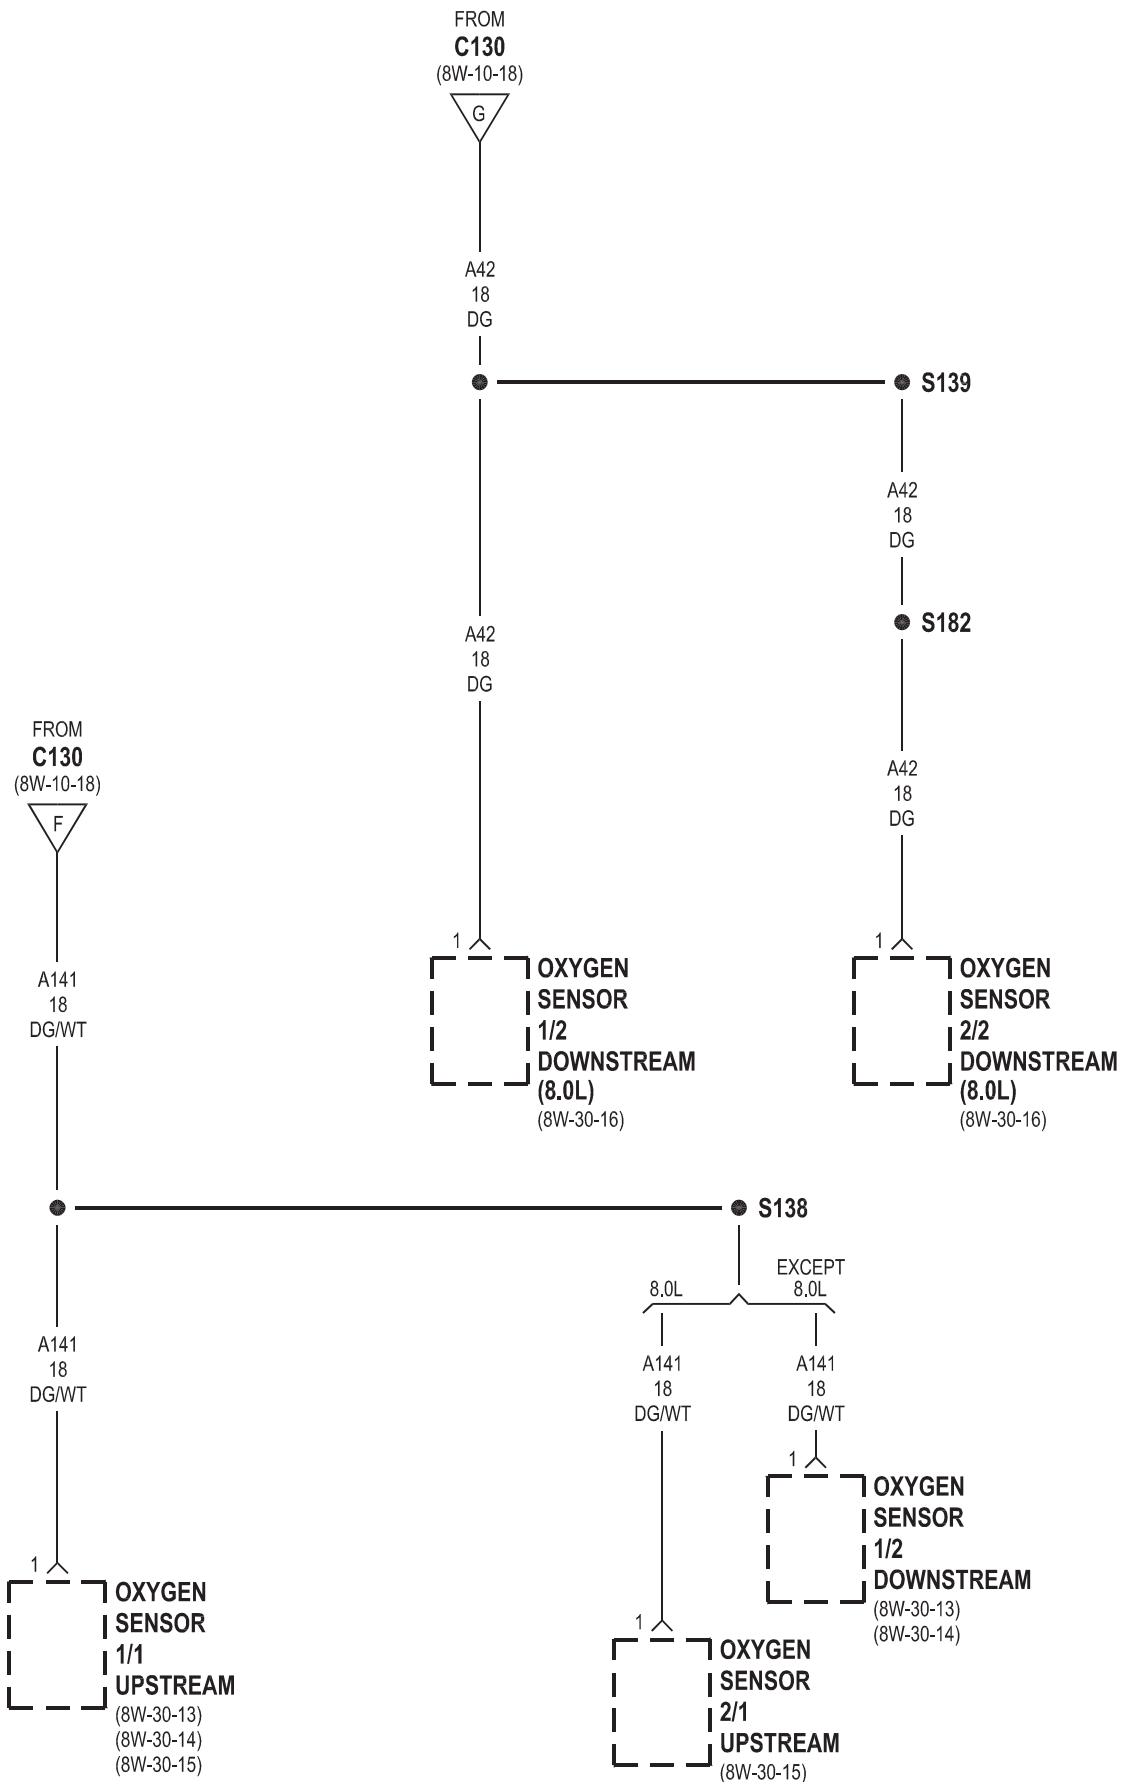 FROM
C130
(8W-10-18)
G
A42
18
DG
S139
A42
18
DG
S182
A42
18
DG
A42
18
DG
1
OXYGEN
SENSOR
1/2
DOWNSTREAM
(8.0L)
(8W-30-16)
1
OXYGEN
SENSOR
2/2
DOWNSTREAM
(8.0L)
(8W-30-16)
FROM
C130
(8W-10-18)
F
A141
18
DG/WT
S138
A141
18
DG/WT
8.0L
EXCEPT
8.0L
A141
18
DG/WT
A141
18
DG/WT
1
OXYGEN
SENSOR
1/1
UPSTREAM
(8W-30-13)
(8W-30-14)
(8W-30-15)
1
OXYGEN
SENSOR
2/1
UPSTREAM
(8W-30-15)
1
OXYGEN
SENSOR
1/2
DOWNSTREAM
(8W-30-13)
(8W-30-14)